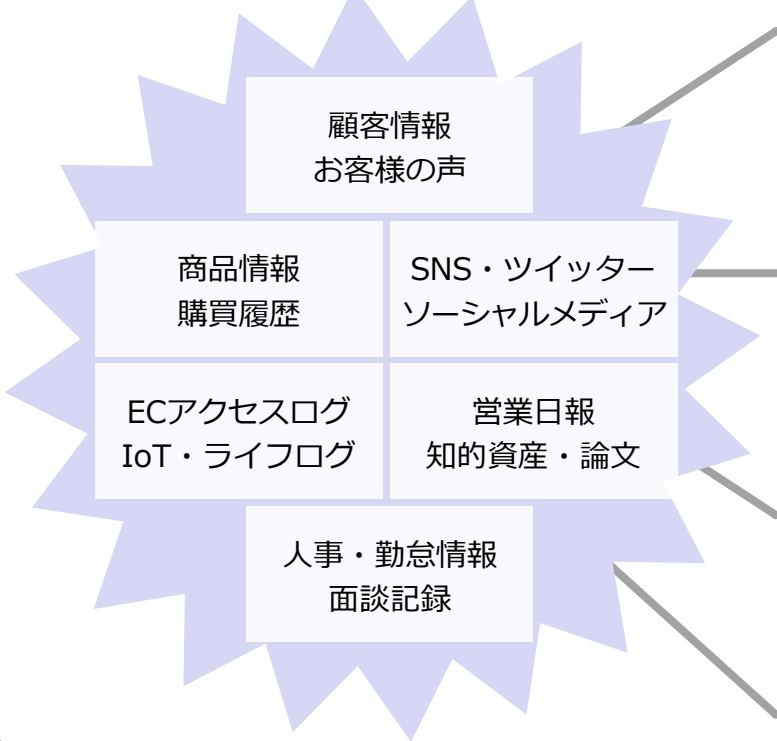 顧客情報
お客様の声
商品情報
購買履歴
SNS・ツイッター
ソーシャルメディア
ECアクセスログ
IoT・ライフログ
営業日報
知的資産・論文
人事・勤怠情報
面談記録